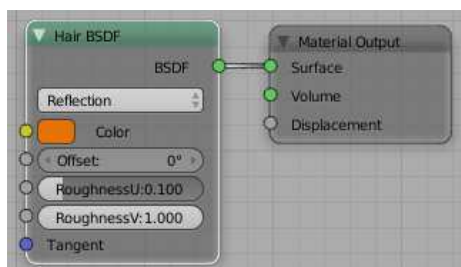 Hair BSDF
BSDF
Reflection
Color
Offset: 0°
RoughnessU:0.100
RoughnessV:1.000
Tangent
Material Output
Surface
Volume
Displacement